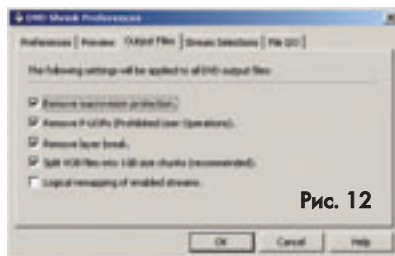 DVD Shrink Preferences
Preferences Preview Output Files Stream Selections File I/O
The following settings will be applied to all DVD output files:
Remove macrovision protection.
Remove P-UOPs (Prohibited User Operations).
Remove layer break.
Split VOB files into 1GB size chunks (recommended).
Logical remapping of enabled streams.
Рис. 12
OK Cancel Help